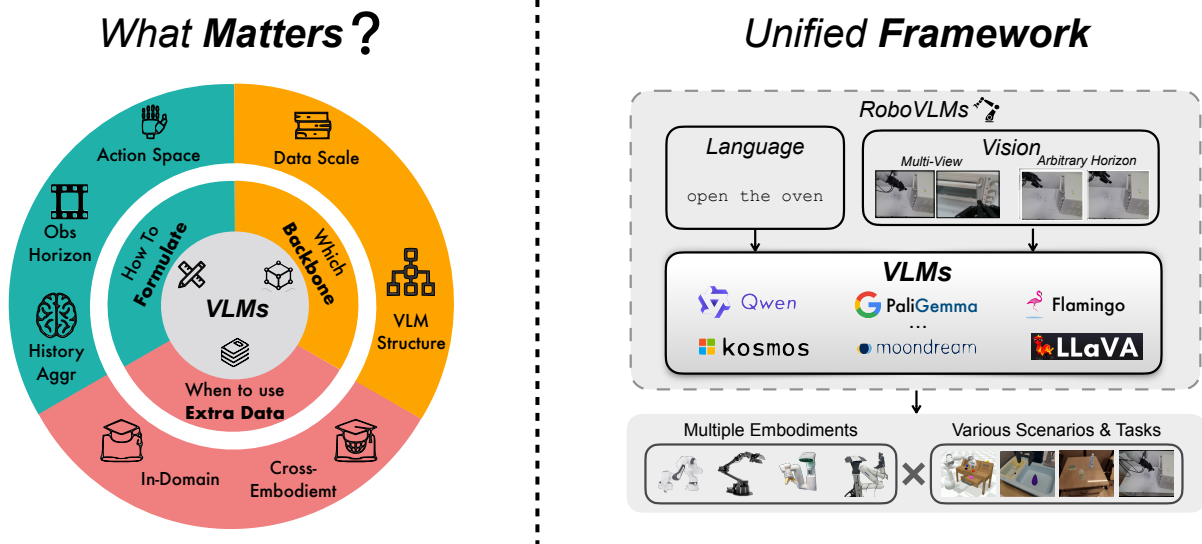 What Matters ?
Action Space
Data Scale
Obs
Horizon
How To
Formulate
Which
Backbone
VLMs
VLM
Structure
History
Aggr
When to use
Extra Data
In-Domain
Cross-
Embodiemt
Unified Framework
RoboVLMs
Language
open the oven
Vision
Multi-View
Arbitrary Horizon
VLMs
Qwen
PaliGemma
Flamingo
...
kosmos
moondream
LLaVA
Multiple Embodiments
Various Scenarios & Tasks